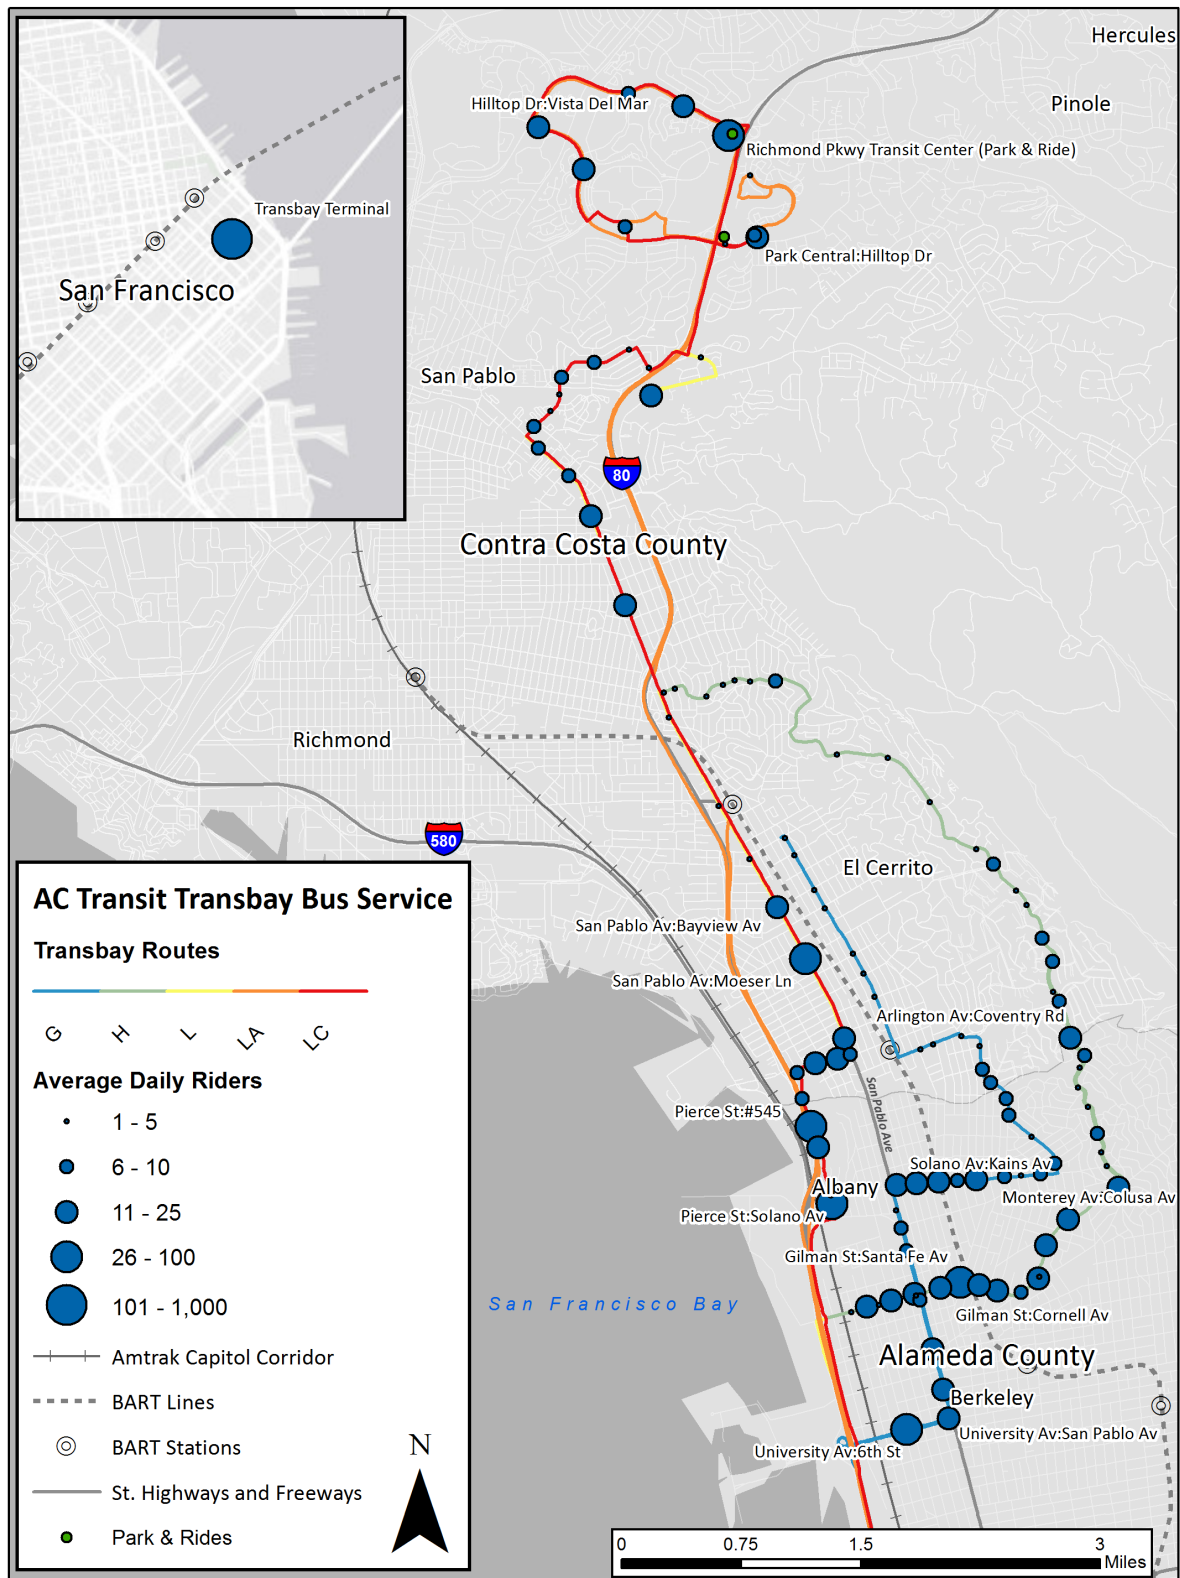 Hercules
Pinole
Hilltop Dr:Vista Del Mar
Richmond Pkwy Transit Center (Park & Ride)
Transbay Terminal
Park Central:Hilltop Dr
San Francisco
San Pablo
80
Contra Costa County
Richmond
580
El Cerrito
San Pablo Av:Bayview Av
San Pablo Av:Moeser Ln
Arlington Av:Coventry Rd
San Pablo Ave
Pierce St:#545
Solano Av:Kains Av
Albany
Monterey Av:Colusa Av
Pierce St:Solano Av
Gilman St:Santa Fe Av
San Francisco Bay
Gilman St:Cornell Av
Alameda County
Berkeley
University Av:San Pablo Av
University Av:6th St
AC Transit Transbay Bus Service
Transbay Routes
G H L LA LC
Average Daily Riders
1 - 5
6 - 10
11 - 25
26 - 100
101 - 1,000
Amtrak Capitol Corridor
BART Lines
BART Stations
St. Highways and Freeways
Park & Rides
N
0 0.75 1.5 3
Miles